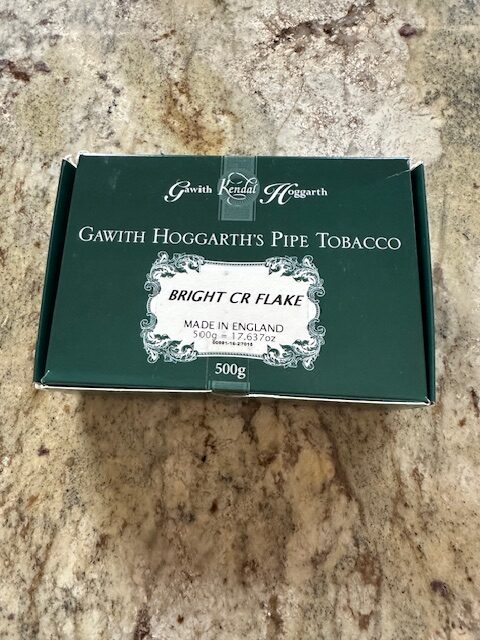 Gawith Kendal Hoggarth
GAWITH HOGGARTH'S PIPE TOBACCO
BRIGHT CR FLAKE
MADE IN ENGLAND
500g = 17.637oz
500g